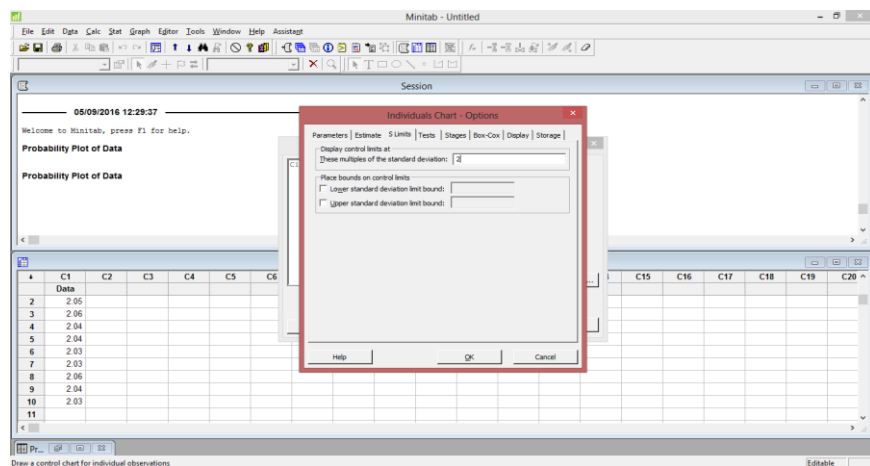 Minitab - Untitled
File Edit Data Calc Stat Graph Editor Tools Window Help Assistant
Session
05/09/2016 12:29:37
Welcome to Minitab, press F1 for help.
Probability Plot of Data
Probability Plot of Data
Individuals Chart - Options
Parameters Estimate S Limits Tests Stages Box-Cox Display Storage
Display control limits at
These multiples of the standard deviation: 2
Place bounds on control limits
Lower standard deviation limit bound:
Upper standard deviation limit bound:
Help OK Cancel
C1 C2 C3 C4 C5 C6 C15 C16 C17 C18 C19 C20
Data
2 2.05
3 2.06
4 2.04
5 2.04
6 2.03
7 2.03
8 2.06
9 2.04
10 2.03
11
Pr...
Draw a control chart for individual observations Editable